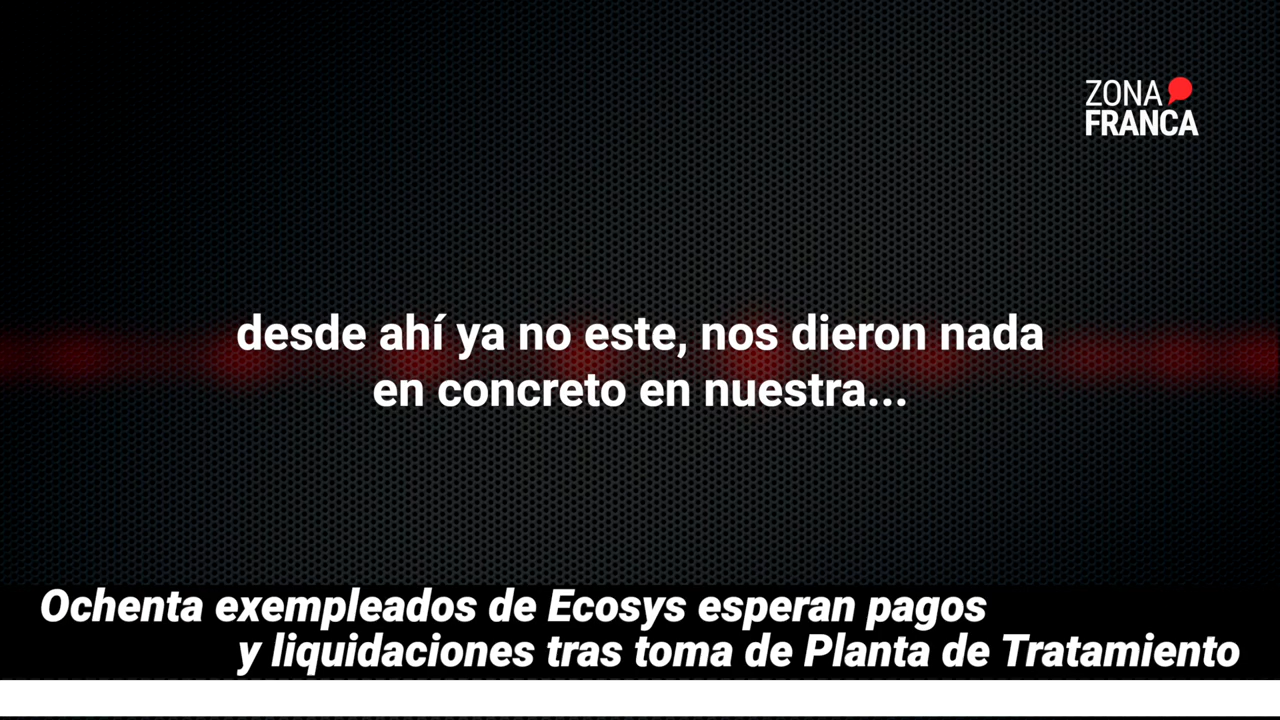 ZONA
FRANCA
desde ahí ya no este, nos dieron nada
en concreto en nuestra...
Ochenta exempleados de Ecosys esperan pagos
y liquidaciones tras toma de Planta de Tratamiento